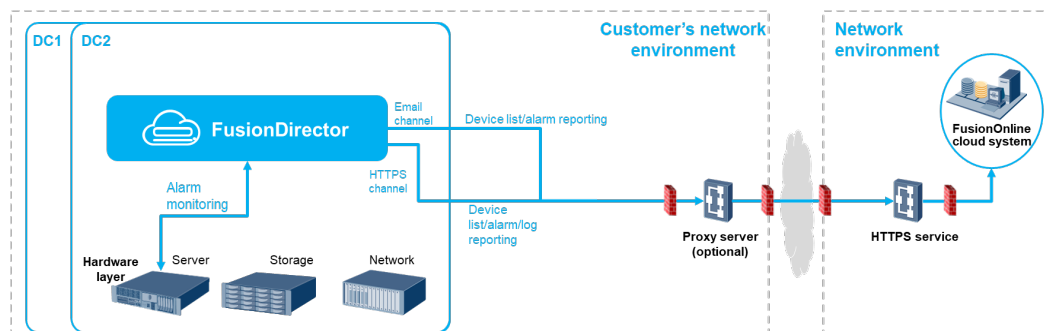 DC1
DC2
Customer's network
environment
Network
environment
FusionDirector
Email
channel
Device list/alarm reporting
HTTPS
channel
Device
list/alarm/log
reporting
Alarm
monitoring
Hardware
layer
Server
Storage
Network
Proxy server
(optional)
HTTPS service
FusionOnline
cloud system